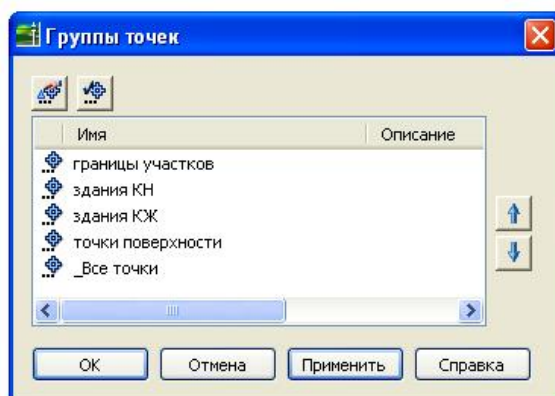 Группы точек
Имя Описание
границы участков
здания КН
здания КЖ
точки поверхности
_Все точки
ОК Отмена Применить Справка